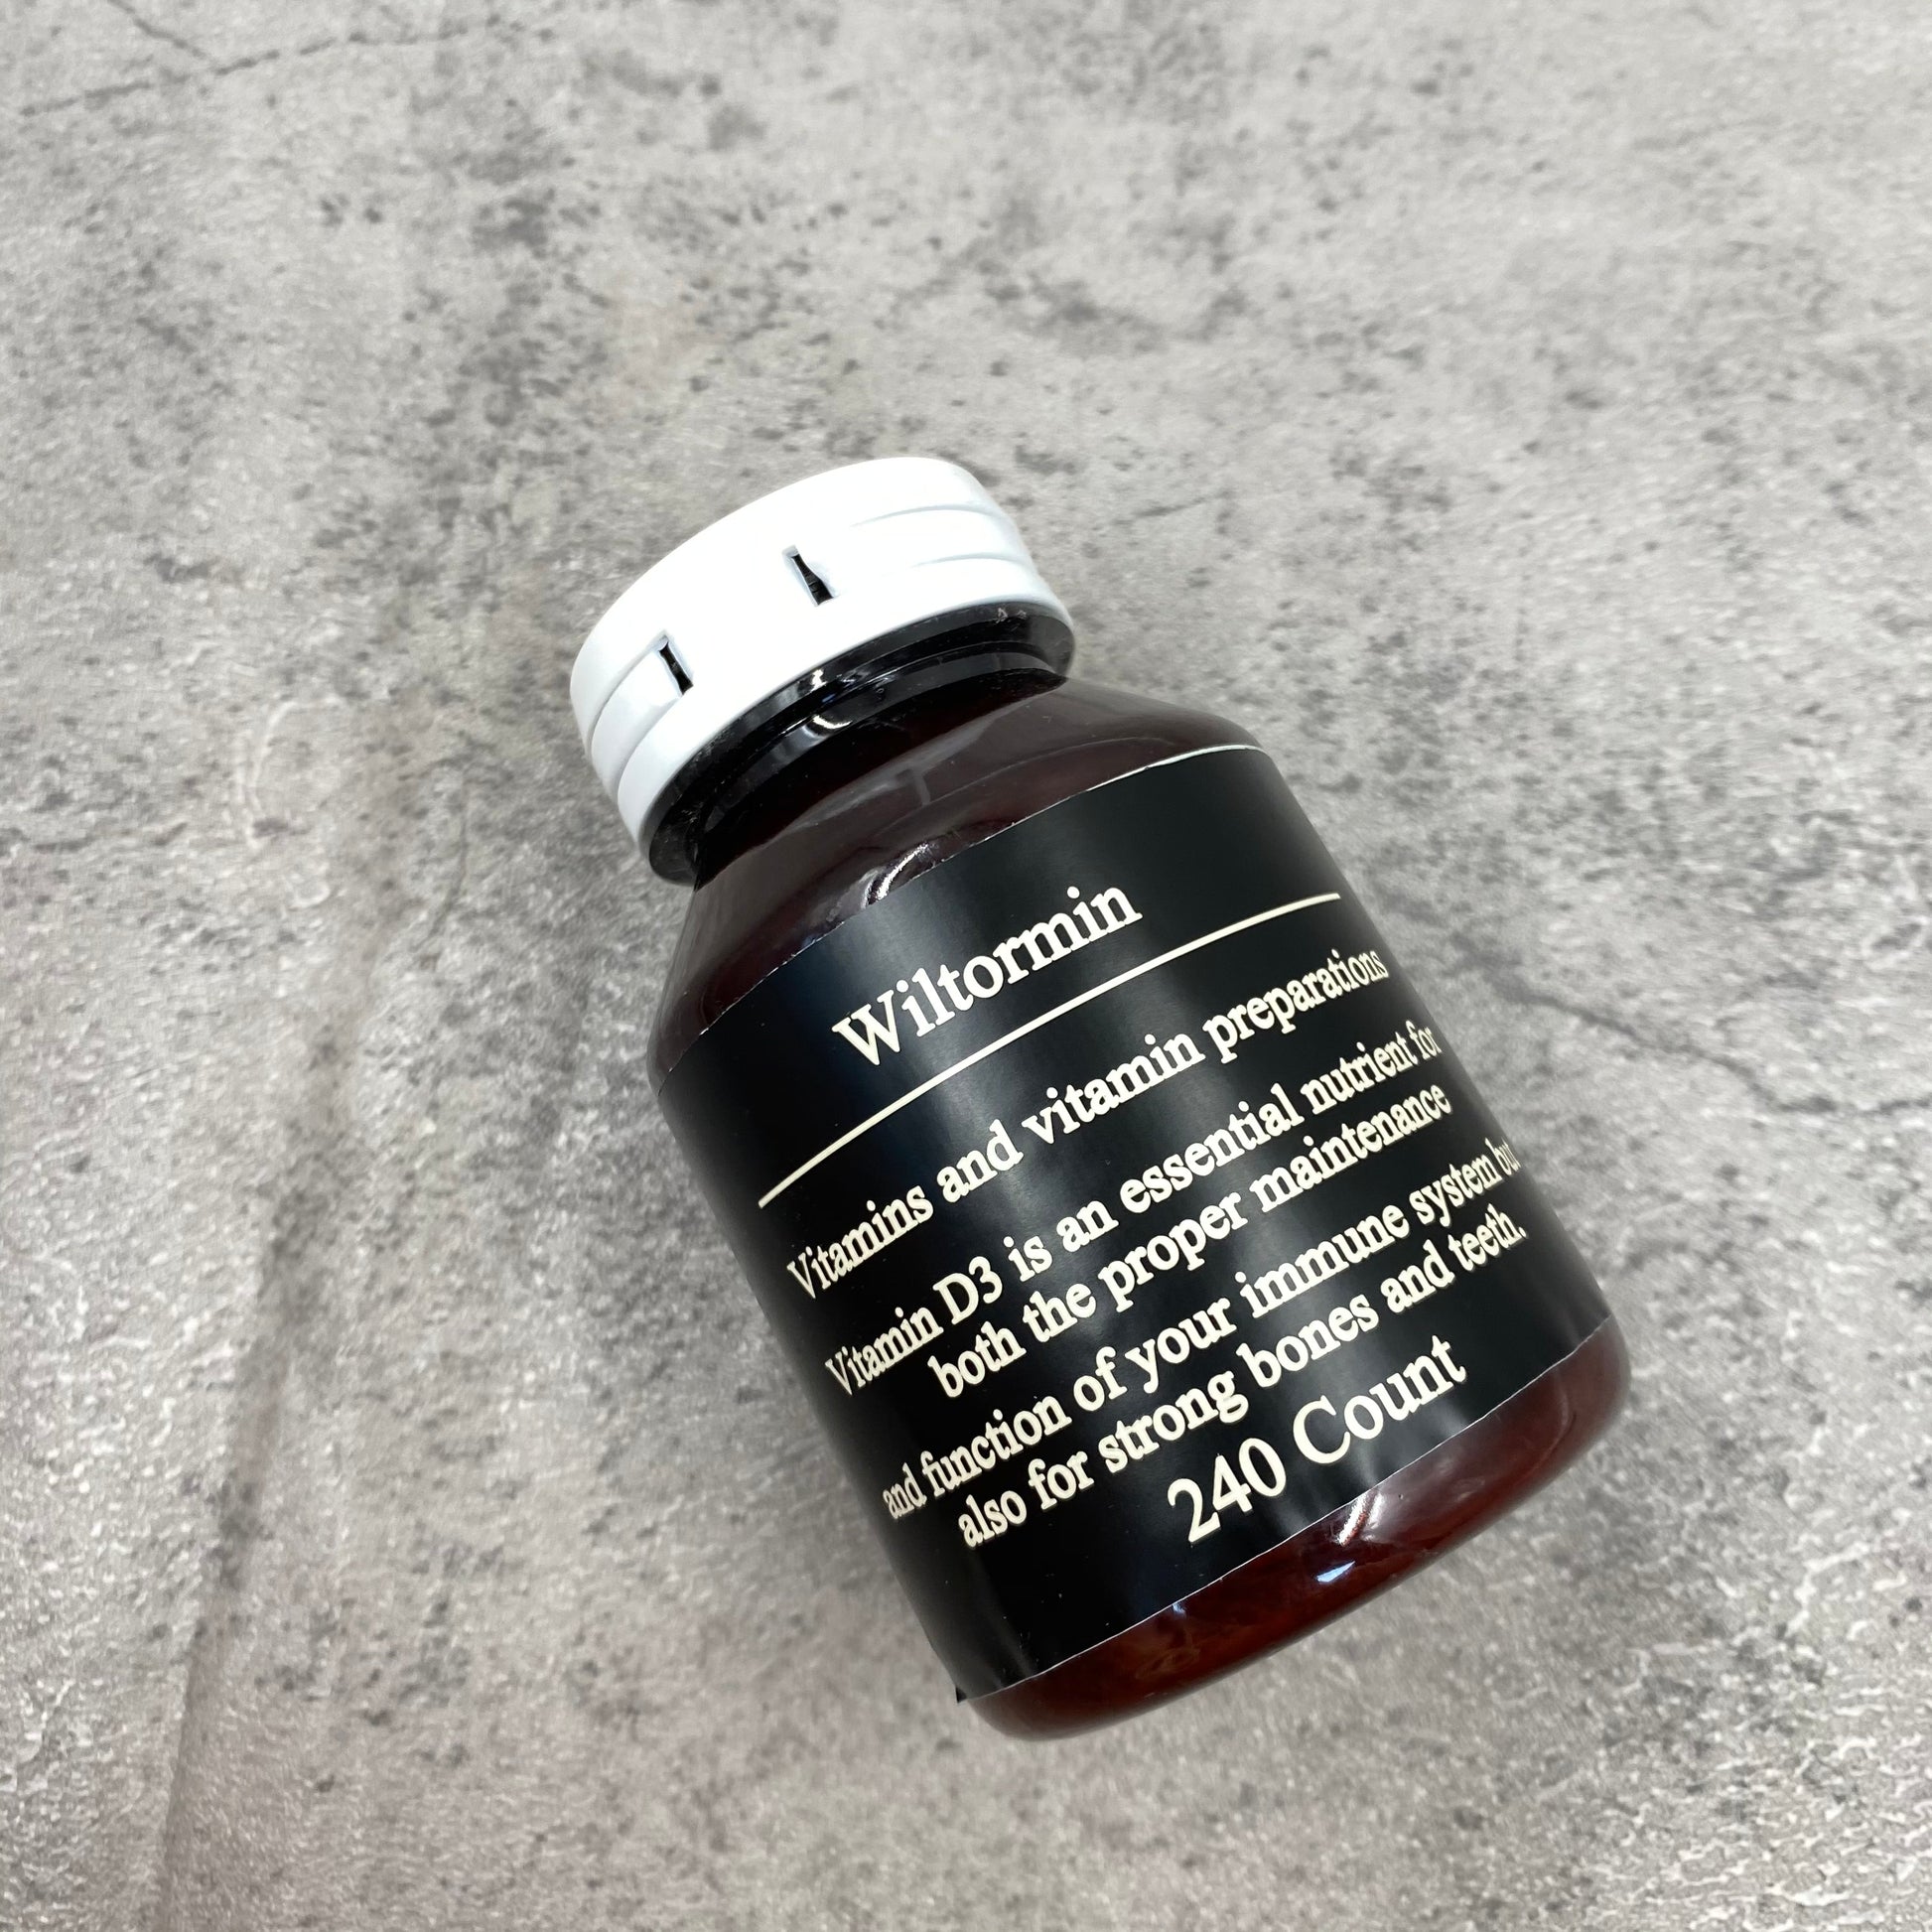 Wiltormin
Vitamins and vitamin preparations
Vitamin D3 is an essential nutrient for
both the proper maintenance
and function of your immune system but
also for strong bones and teeth.
240 Count